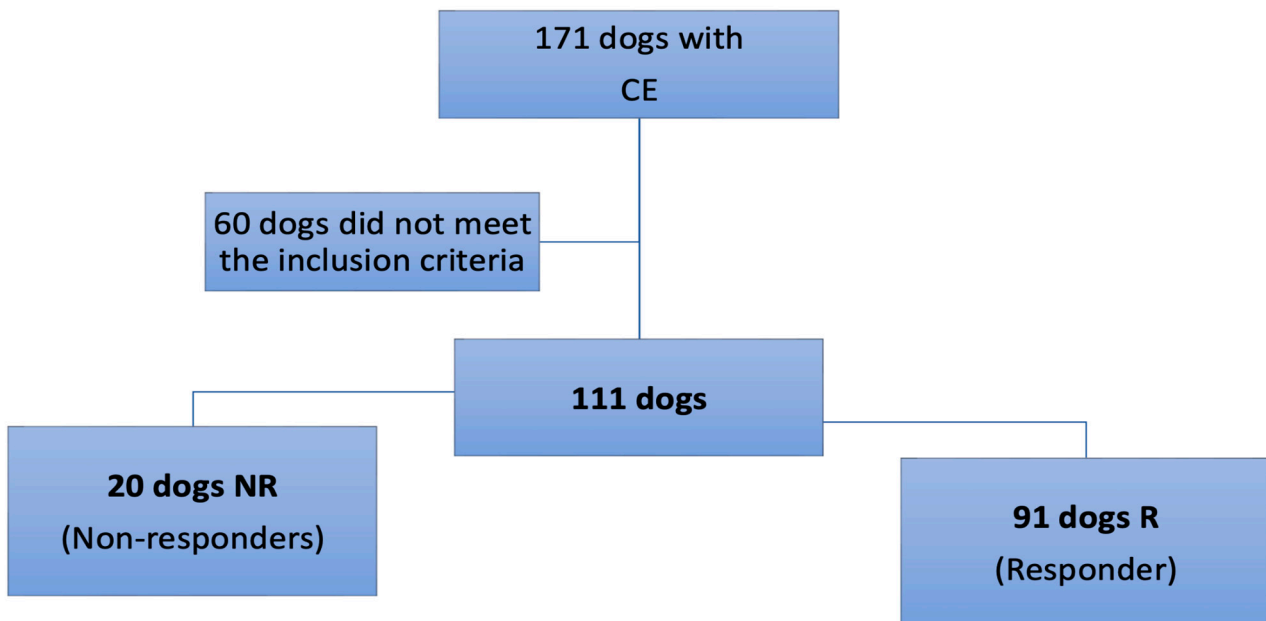 171 dogs with
CE
60 dogs did not meet
the inclusion criteria
111 dogs
20 dogs NR
(Non-responders)
91 dogs R
(Responder)